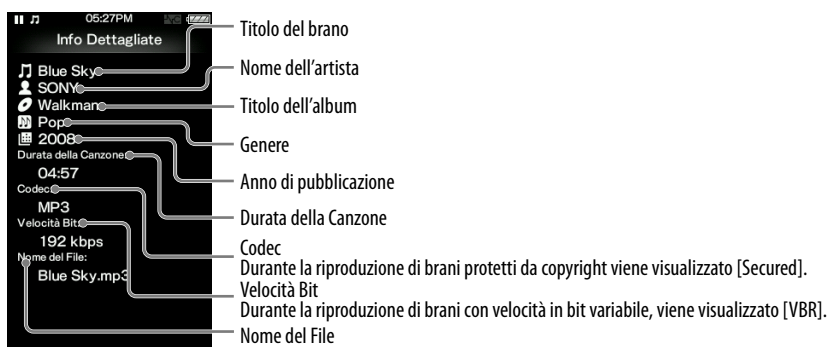 05:27PM
Info Dettagliate
Blue Sky
SONY
Walkman
Pop
2008
Durata della Canzone:
04:57
Codec:
MP3
Velocità Bit:
192 kbps
Nome del File:
Blue Sky.mp3
Titolo del brano
Nome dell'artista
Titolo dell'album
Genere
Anno di pubblicazione
Durata della Canzone
Codec
Durante la riproduzione di brani protetti da copyright viene visualizzato [Secured].
Velocità Bit
Durante la riproduzione di brani con velocità in bit variabile, viene visualizzato [VBR].
Nome del File